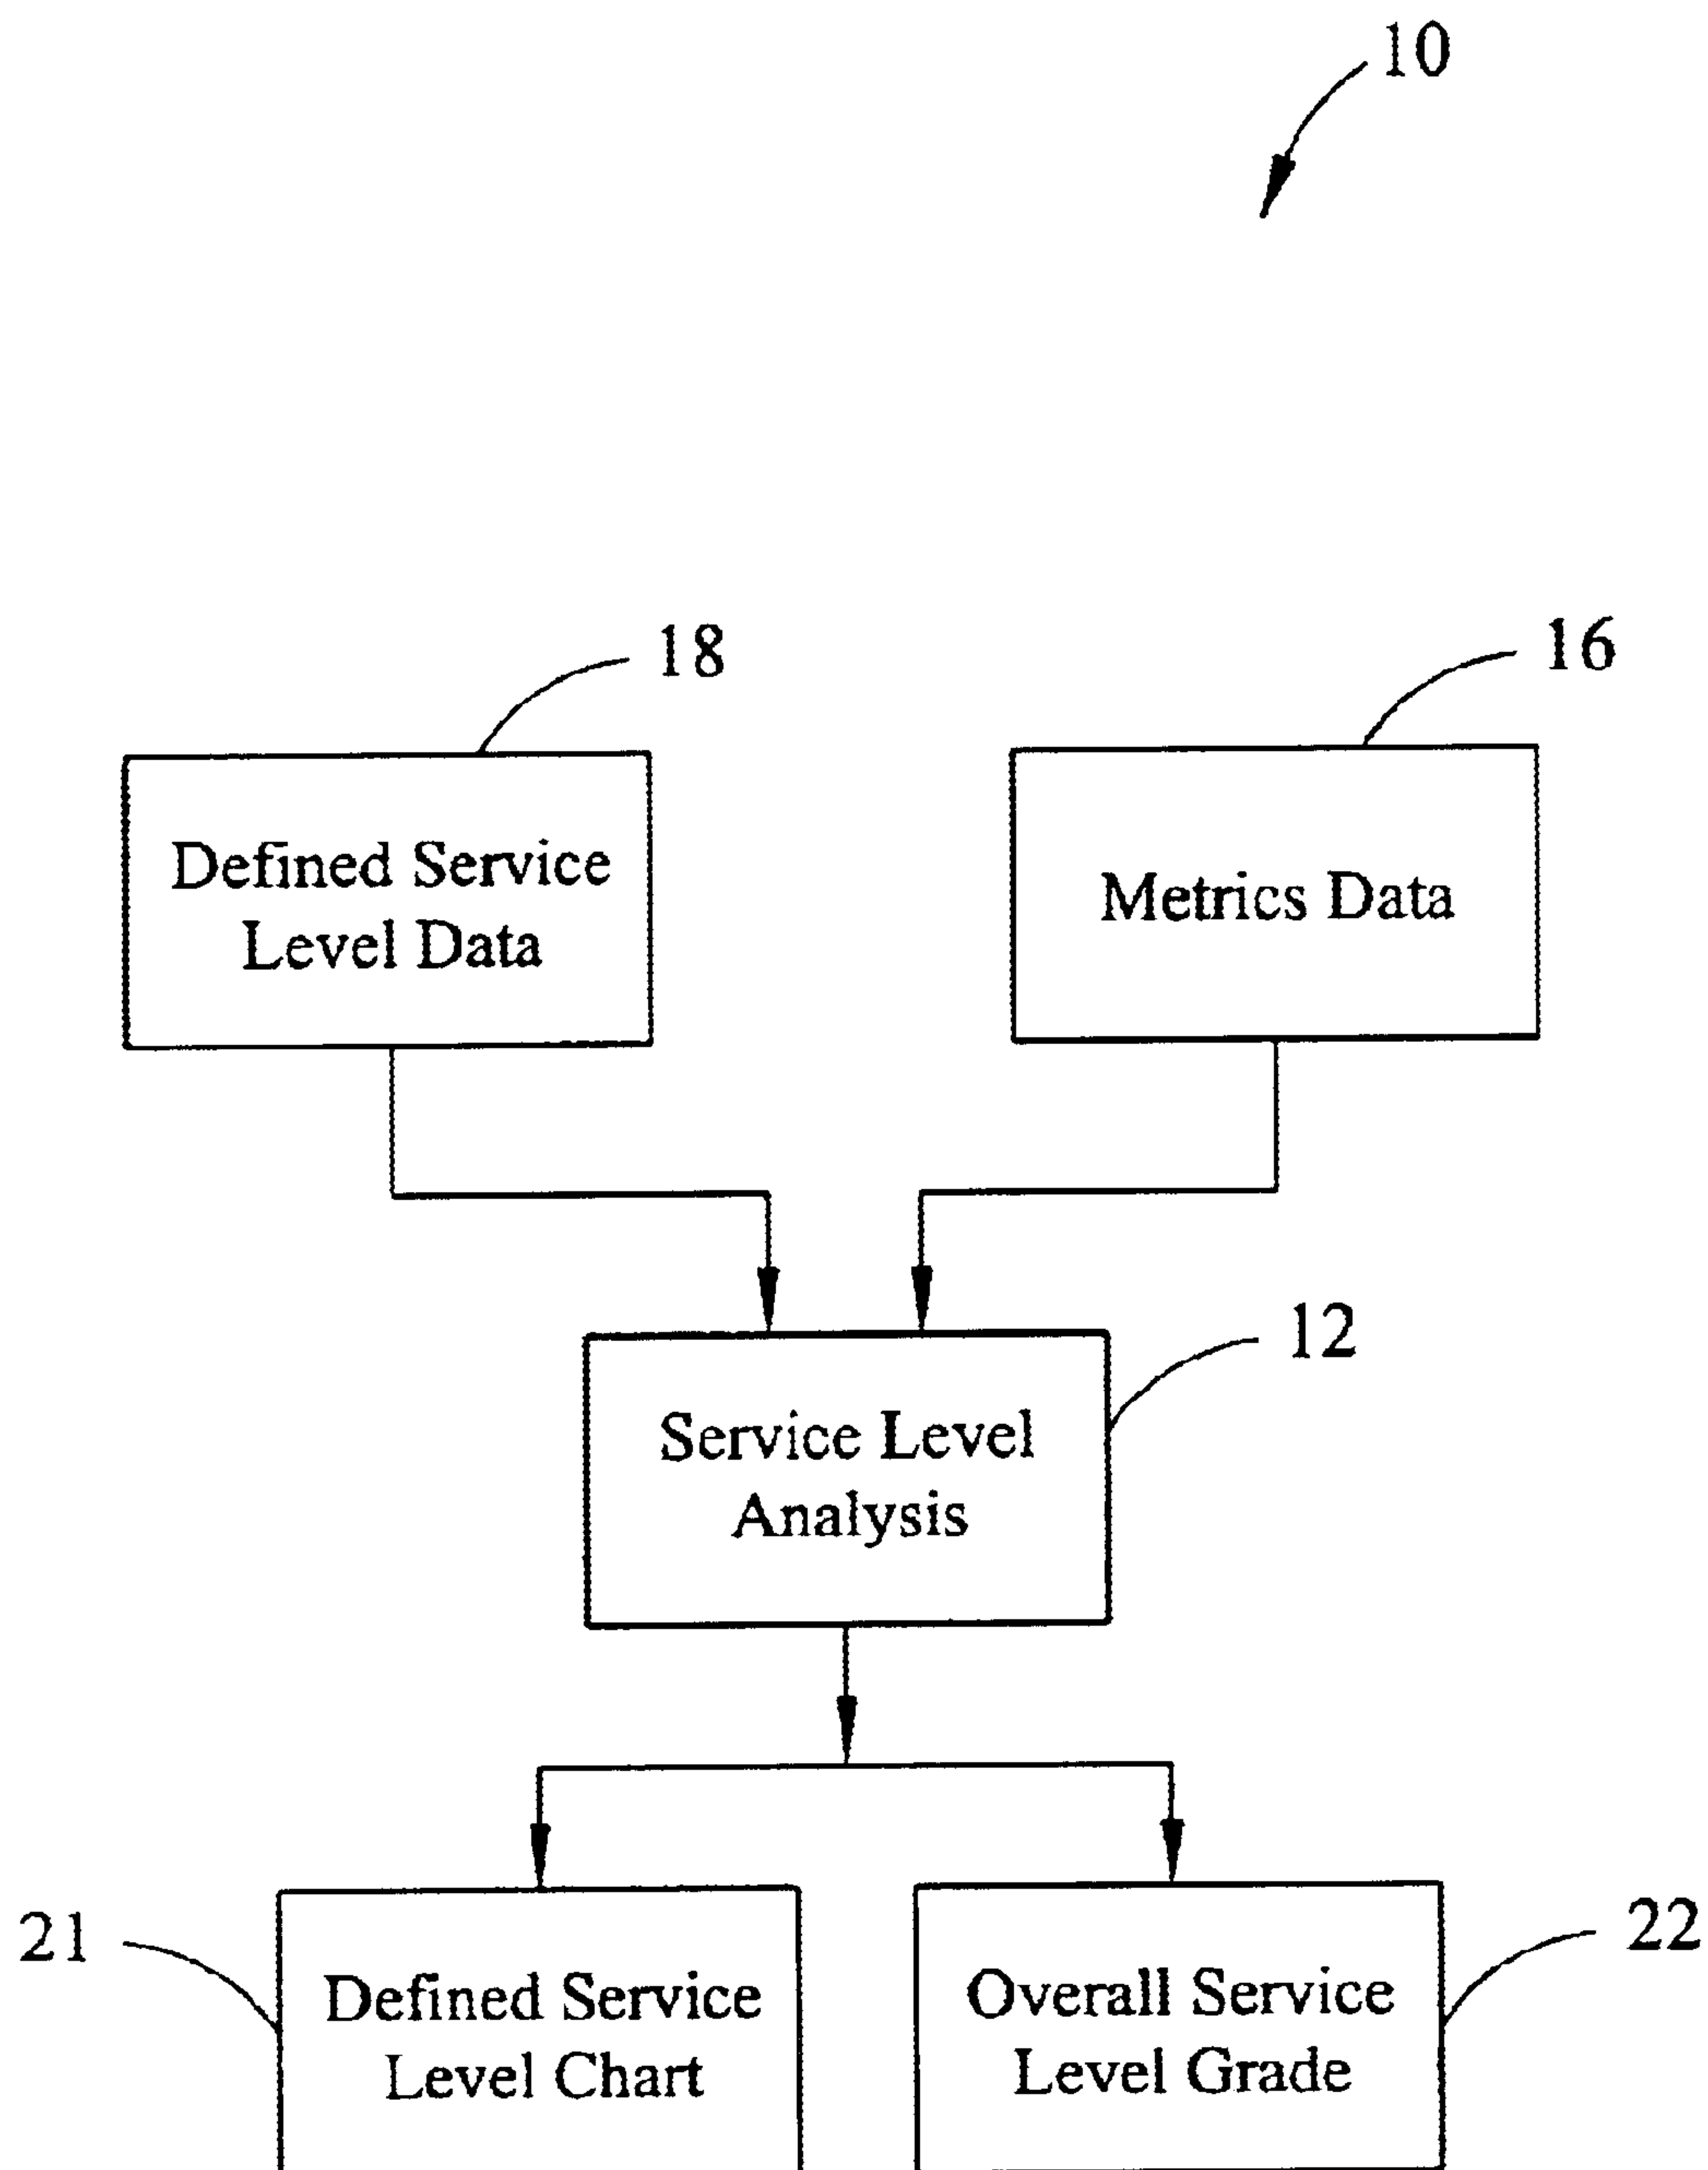 10
18
16
Defined Service
Level Data
Metrics Data
12
Service Level
Analysis
21
22
Defined Service
Level Chart
Overall Service
Level Grade